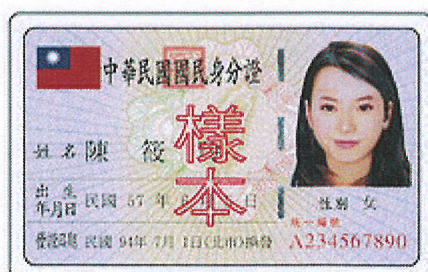 中華民國國民身分證
樣本
姓名 陳筱
性別 女
出生年月日 民國 57 年 日
統一編號
發證日期 民國 94年 7月 1日(北市)換發
A234567890